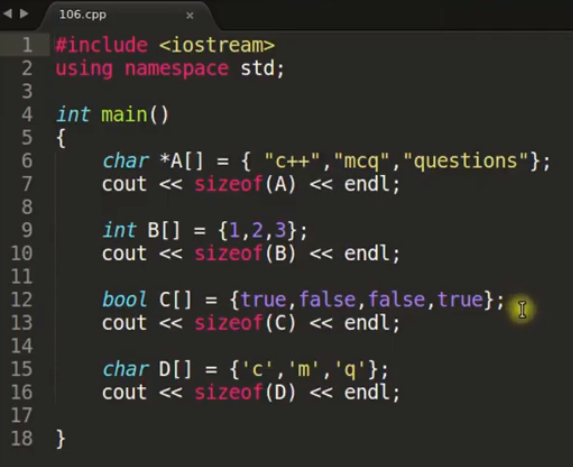 106.cpp
1 #include <iostream>
2 using namespace std;
3
4 int main()
5 {
6 char *A[] = { "c++","mcq","questions"};
7 cout << sizeof(A) << endl;
8
9 int B[] = {1,2,3};
10 cout << sizeof(B) << endl;
11
12 bool C[] = {true,false,false,true};
13 cout << sizeof(C) << endl;
14
15 char D[] = {'c','m','q'};
16 cout << sizeof(D) << endl;
17
18 }